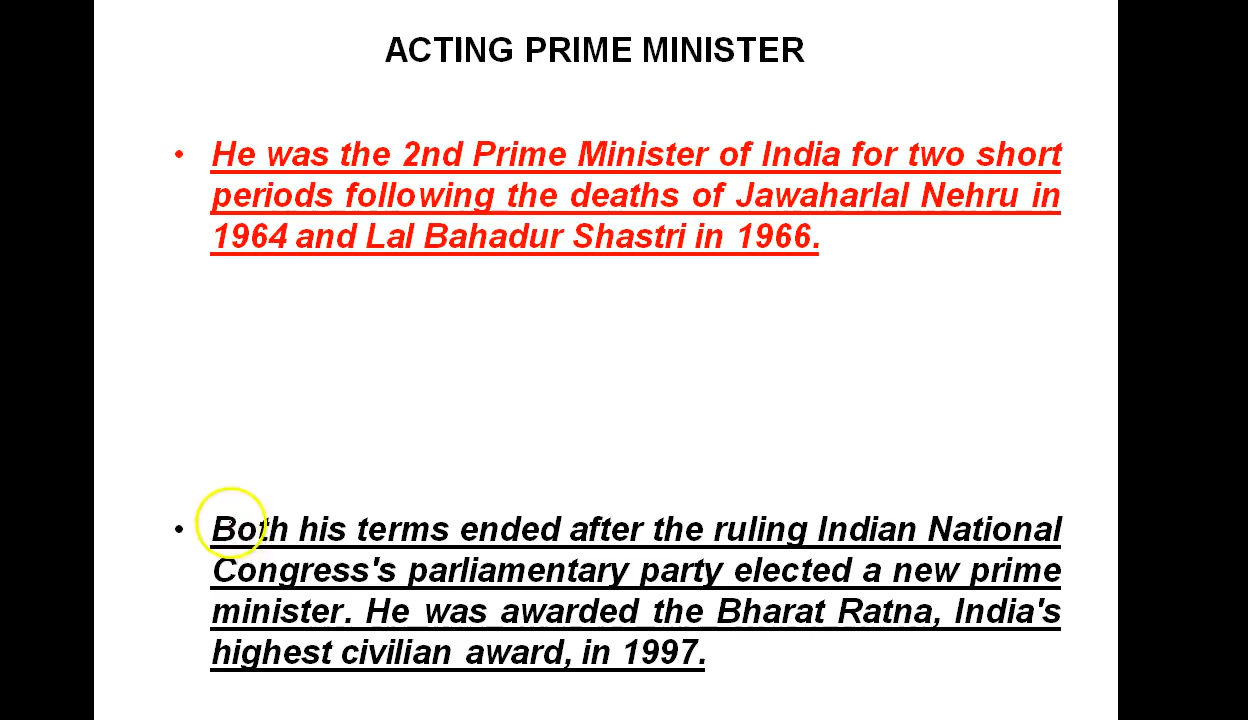 ACTING PRIME MINISTER
• He was the 2nd Prime Minister of India for two short
periods following the deaths of Jawaharlal Nehru in
1964 and Lal Bahadur Shastri in 1966.
• Both his terms ended after the ruling Indian National
Congress's parliamentary party elected a new prime
minister. He was awarded the Bharat Ratna, India's
highest civilian award, in 1997.